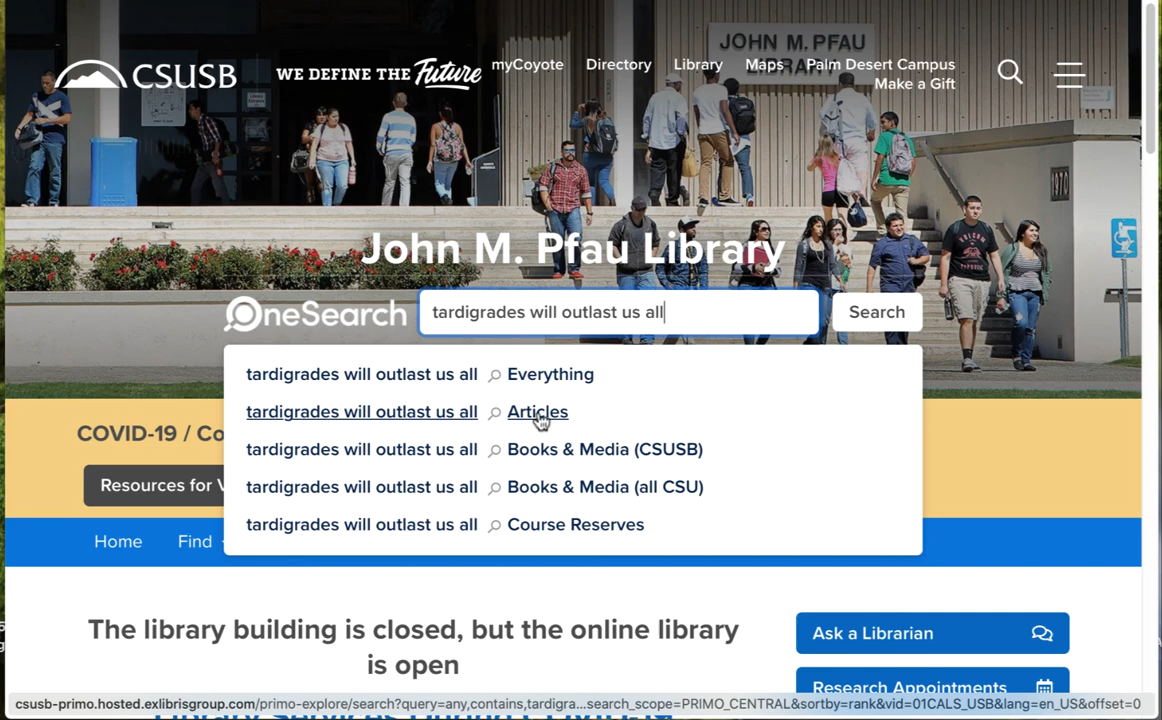 JOHN M. PFAU
CSUSB
WE DEFINE THE Future
myCoyote Directory Library Maps Palm Desert Campus
Make a Gift
1970
John M. Pfau Library
OneSearch tardigrades will outlast us all Search
tardigrades will outlast us all Everything
tardigrades will outlast us all Articles
tardigrades will outlast us all Books & Media (CSUSB)
tardigrades will outlast us all Books & Media (all CSU)
tardigrades will outlast us all Course Reserves
COVID-19 / Co
Resources for V
Home Find
The library building is closed, but the online library
is open
Ask a Librarian
Research Appointments
csusb-primo.hosted.exlibrisgroup.com/primo-explore/search?query=any,contains,tardigra...search_scope=PRIMO_CENTRAL&sortby=rank&vid=01CALS_USB&lang=en_US&offset=0